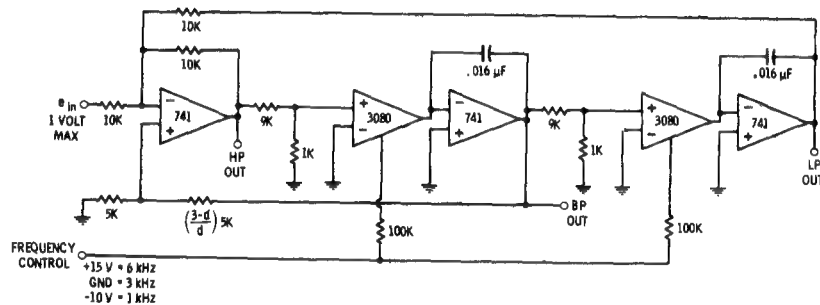 10K
10K
.016 µF
.016 µF
e in
1 VOLT
MAX
10K
−
+
741
9K
+
−
3080
−
+
741
9K
+
−
3080
−
+
741
HP
OUT
1K
1K
LP
OUT
5K
(3-d/d) 5K
BP
OUT
100K
100K
FREQUENCY
CONTROL
+15 V = 6 kHz
GND = 3 kHz
-10 V = 1 kHz